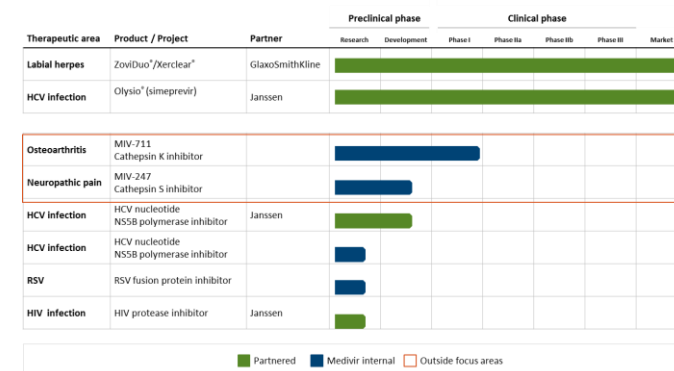 Preclinical phase Clinical phase
Therapeutic area Product / Project Partner Research Development Phase I Phase IIa Phase IIb Phase III Market
Labial herpes ZoviDuo®/Xerclear® GlaxoSmithKline
HCV infection Olysio®(simeprevir) Janssen
Osteoarthritis MIV-711
Cathepsin K inhibitor
Neuropathic pain MIV-247
Cathepsin S inhibitor
HCV infection HCV nucleotide Janssen
NS5B polymerase inhibitor
HCV infection HCV nucleotide
NS5B polymerase inhibitor
RSV RSV fusion protein inhibitor
HIV infection HIV protease inhibitor Janssen
Partnered Medivir internal Outside focus areas